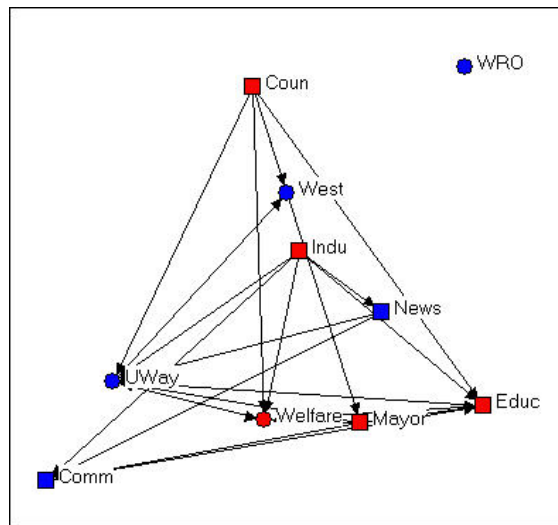 WRO
Coun
West
Indu
News
UWay
Educ
Welfare
Mayor
Comm